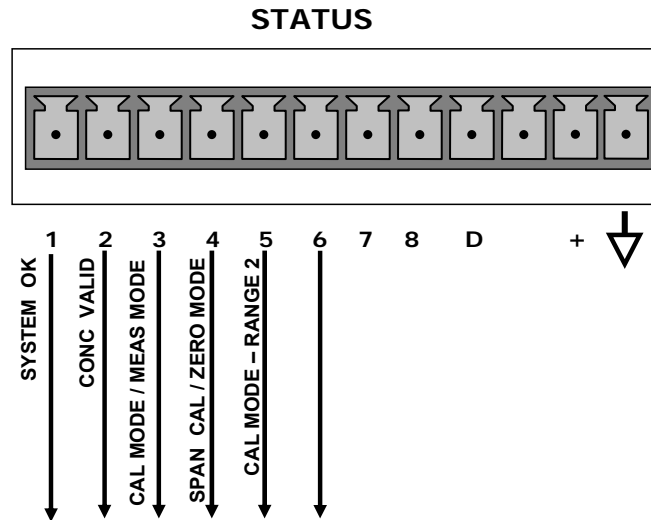 STATUS
1 2 3 4 5 6 7 8 D +
SYSTEM OK
CONC VALID
CAL MODE / MEAS MODE
SPAN CAL / ZERO MODE
CAL MODE – RANGE 2